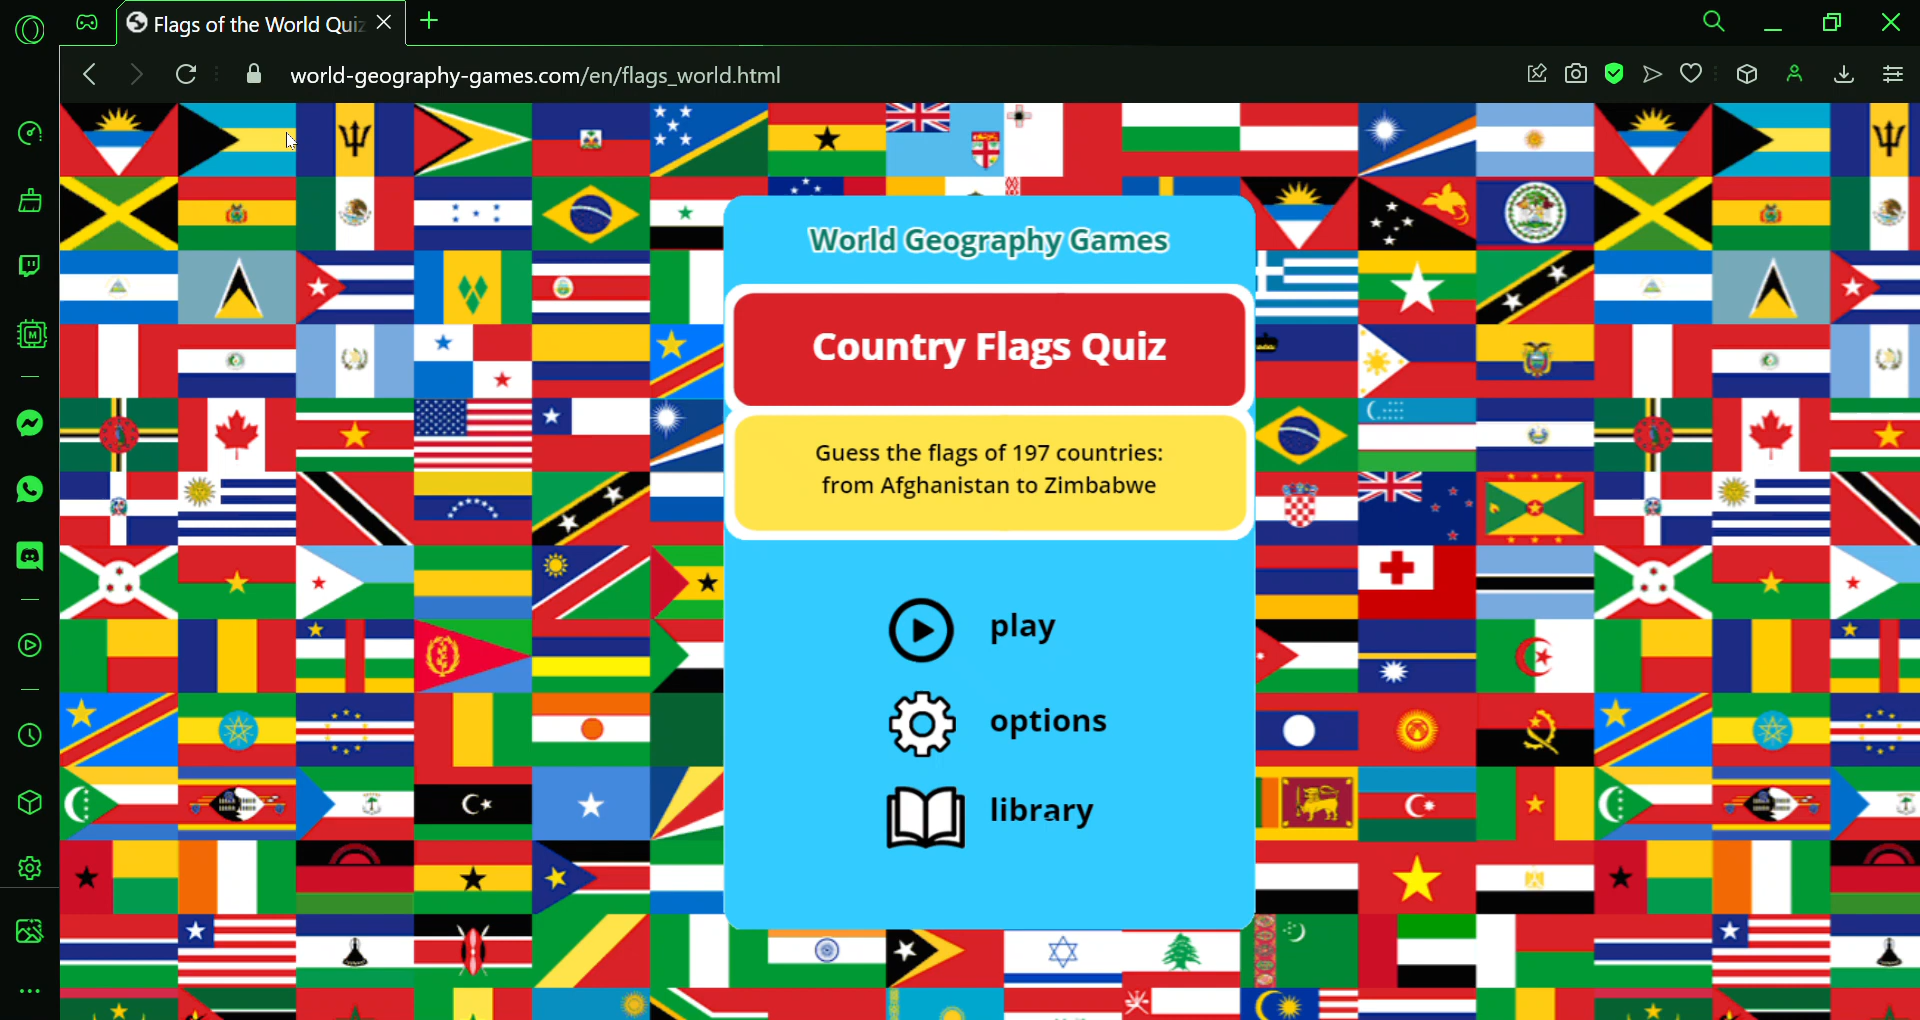 Flags of the World Quiz
world-geography-games.com/en/flags_world.html
World Geography Games
Country Flags Quiz
Guess the flags of 197 countries:
from Afghanistan to Zimbabwe
play
options
library